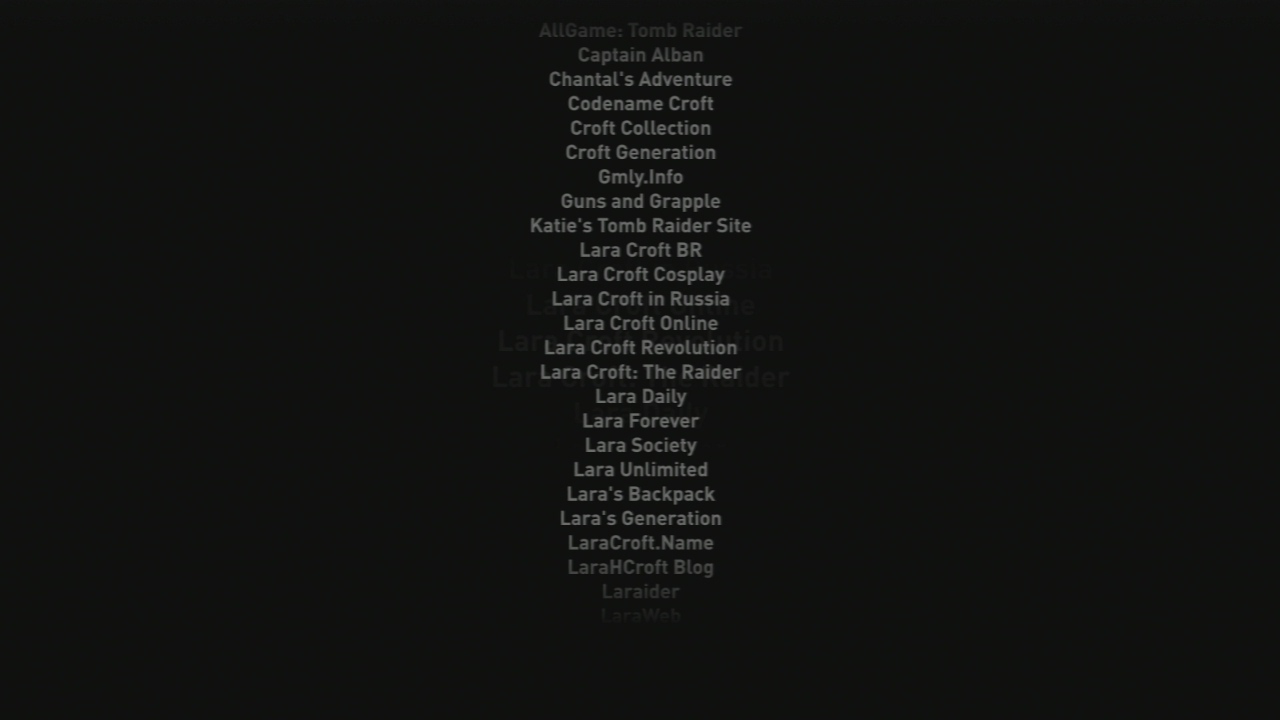 AllGame: Tomb Raider
Captain Alban
Chantal's Adventure
Codename Croft
Croft Collection
Croft Generation
Gmly.Info
Guns and Grapple
Katie's Tomb Raider Site
Lara Croft BR
Lara Croft Cosplay
Lara Croft in Russia
Lara Croft Online
Lara Croft Revolution
Lara Croft: The Raider
Lara Daily
Lara Forever
Lara Society
Lara Unlimited
Lara's Backpack
Lara's Generation
LaraCroft.Name
LaraHCroft Blog
Laraider
LaraWeb